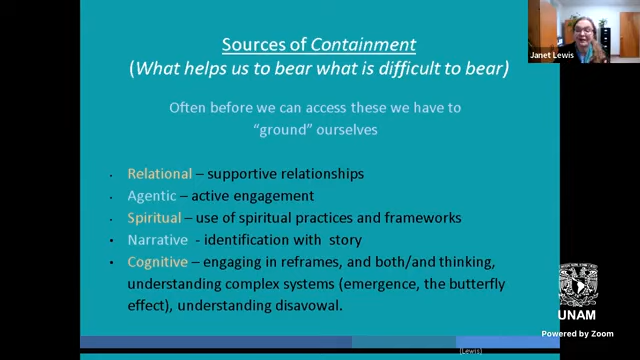 Sources of Containment
(What helps us to bear what is difficult to bear)
Often before we can access these we have to
"ground" ourselves
• Relational – supportive relationships
• Agentic – active engagement
• Spiritual – use of spiritual practices and frameworks
• Narrative - identification with story
• Cognitive – engaging in reframes, and both/and thinking,
understanding complex systems (emergence, the butterfly
effect), understanding disavowal.
(Lewis)
Janet Lewis
UNAM
Powered by Zoom